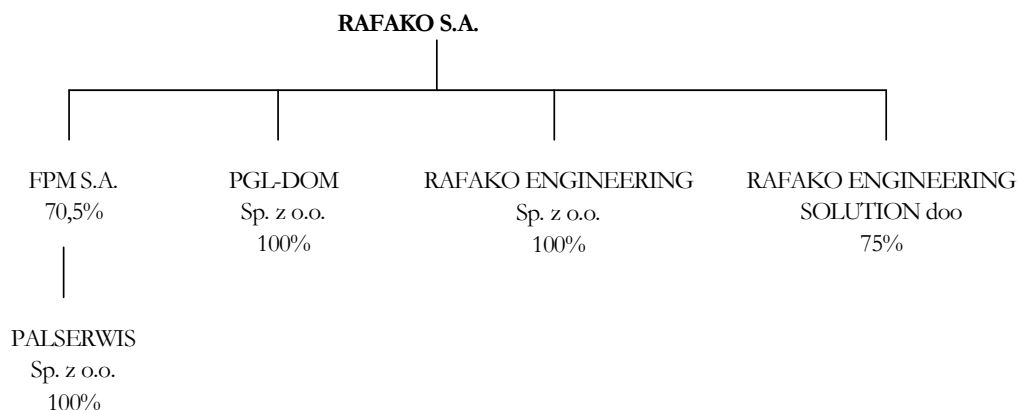 RAFAKO S.A.
FPM S.A.
70,5%
PGL-DOM
Sp. z o.o.
100%
RAFAKO ENGINEERING
Sp. z o.o.
100%
RAFAKO ENGINEERING
SOLUTION doo
75%
PALSERWIS
Sp. z o.o.
100%